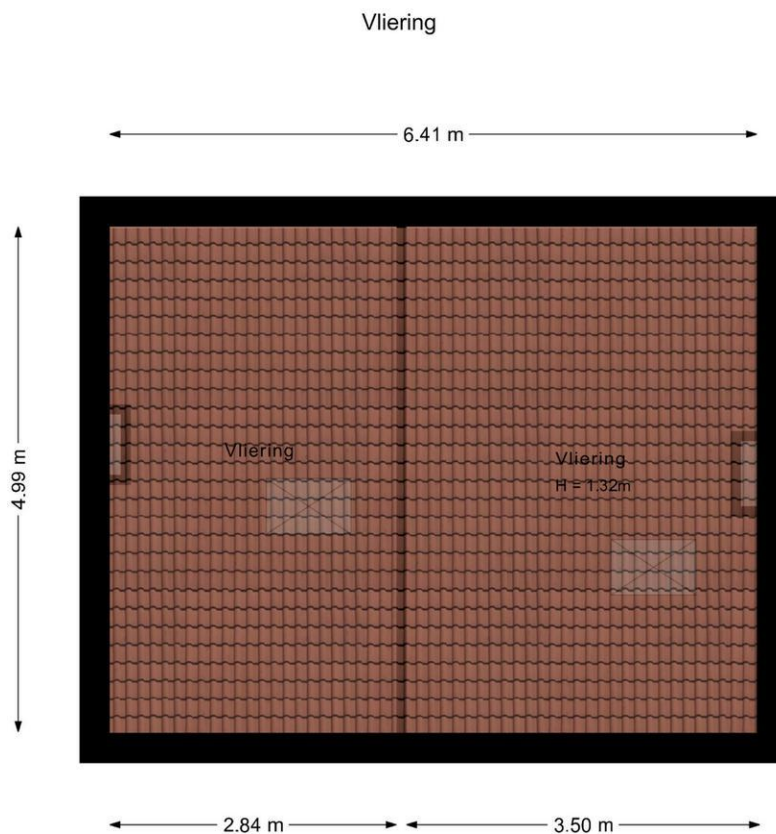 Vliering
6.41 m
4.99 m
Vliering
Vliering
H = 1.32m
2.84 m
3.50 m